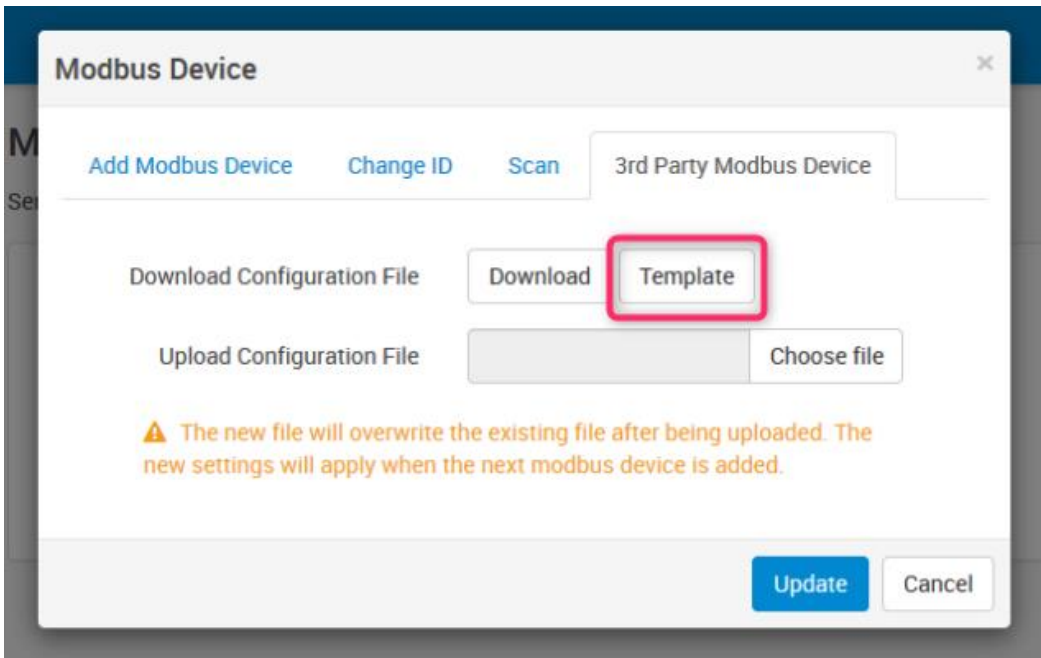 Modbus Device ×
M
Add Modbus Device Change ID Scan 3rd Party Modbus Device
Ser
Download Configuration File Download Template
Upload Configuration File Choose file
The new file will overwrite the existing file after being uploaded. The
new settings will apply when the next modbus device is added.
Update Cancel